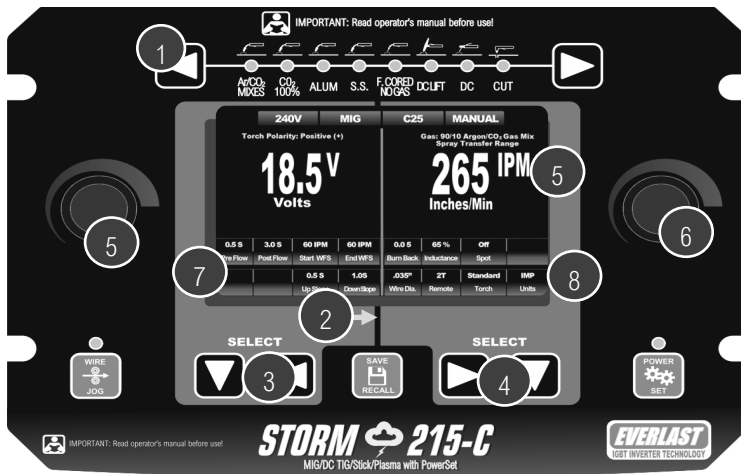 IMPORTANT: Read operator's manual before use!
1
Ar/CO₂ MIXES
CO₂ 100%
ALUM
S.S.
F. CORED NO GAS
DC LIFT
DC
CUT
240V MIG C25 MANUAL
Torch Polarity: Positive (+)
Gas: 90/10 Argon/CO₂ Gas Mix
Spray Transfer Range
18.5 V
Volts
265 IPM
Inches/Min
5
5
6
0.5 S 3.0 S 60 IPM 60 IPM 0.0 5 65 % Off
Pre Flow Post Flow Start WFS End WFS Burn Back Inductance Spot
7
8
0.5 S 1.0S .035" 2T Standard IMP
Up Slope Down Slope Wire Dia. Remote Torch Units
2
SELECT
SELECT
WIRE
JOG
3
SAVE
RECALL
4
POWER
SET
IMPORTANT: Read operator's manual before use!
STORM 215-C
MIG/DC TIG/Stick/Plasma with PowerSet
EVERLAST
IGBT INVERTER TECHNOLOGY